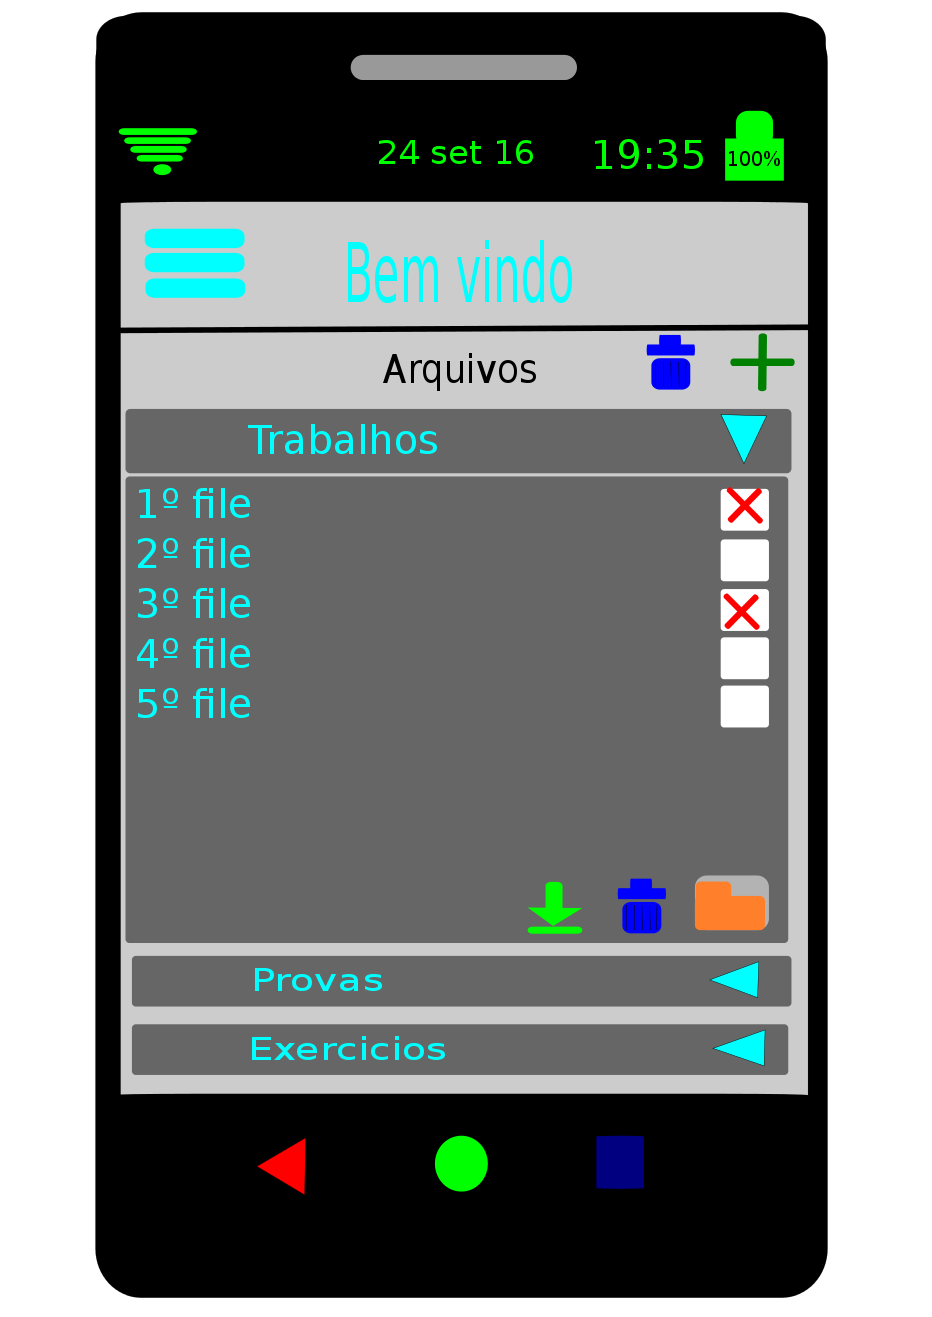 24 set 16 19:35 100%
Bem vindo
Arquivos
Trabalhos
1º file
2º file
3º file
4º file
5º file
Provas
Exercicios